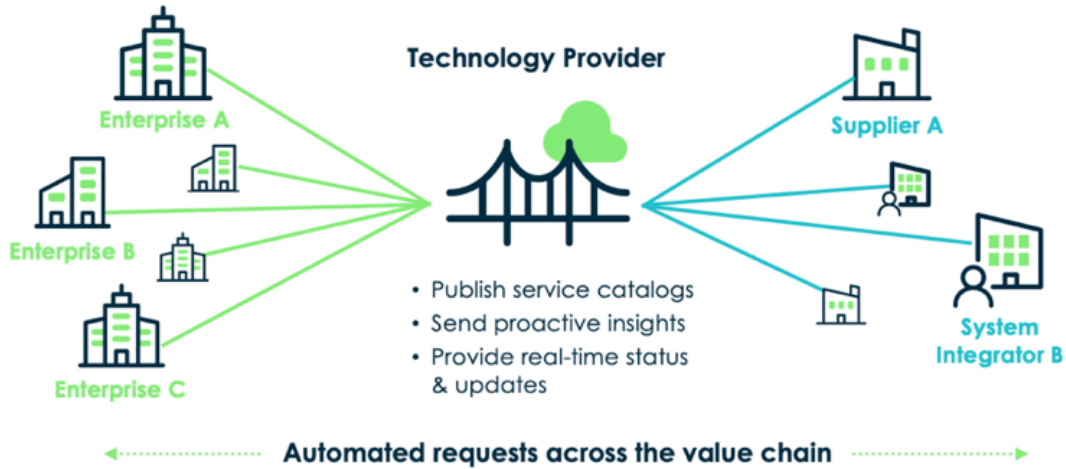 Technology Provider
Enterprise A
Enterprise B
Enterprise C
Supplier A
System
Integrator B
• Publish service catalogs
• Send proactive insights
• Provide real-time status
& updates
Automated requests across the value chain